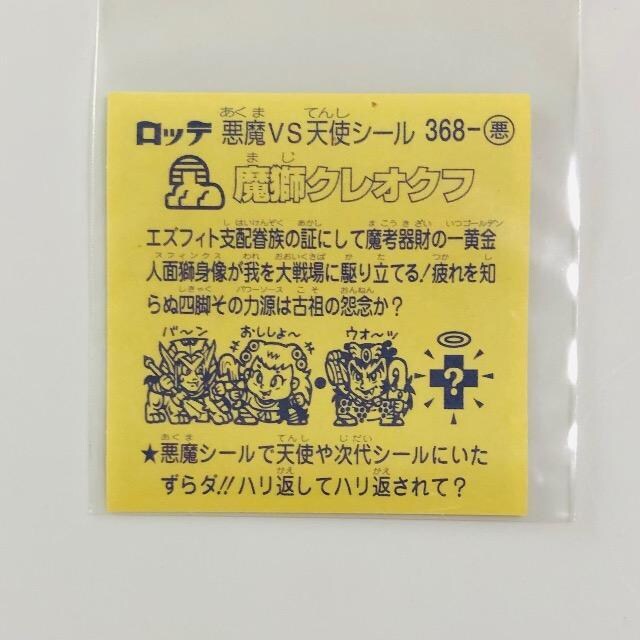 あくま てんし
ロッテ 悪魔VS天使シール 368-悪
まじ
魔獅クレオクフ
しはいけんぞく あかし まこうきざい いつゴールデン
エズフィト支配眷族の証にして魔考器財の一黄金
スフィンクス われ おおいくさば か た つかれ し
人面獅身像が我を大戦場に駆り立てる!疲れを知
しきゃく パワーソース こそ おんねん
らぬ四脚その力源は古祖の怨念か?
バ〜ン おししょ〜 ウォ〜ッ
?
あくま てんし じだい
★悪魔シールで天使や次代シールにいた
かえ かえ
ずらダ!!ハリ返してハリ返されて?